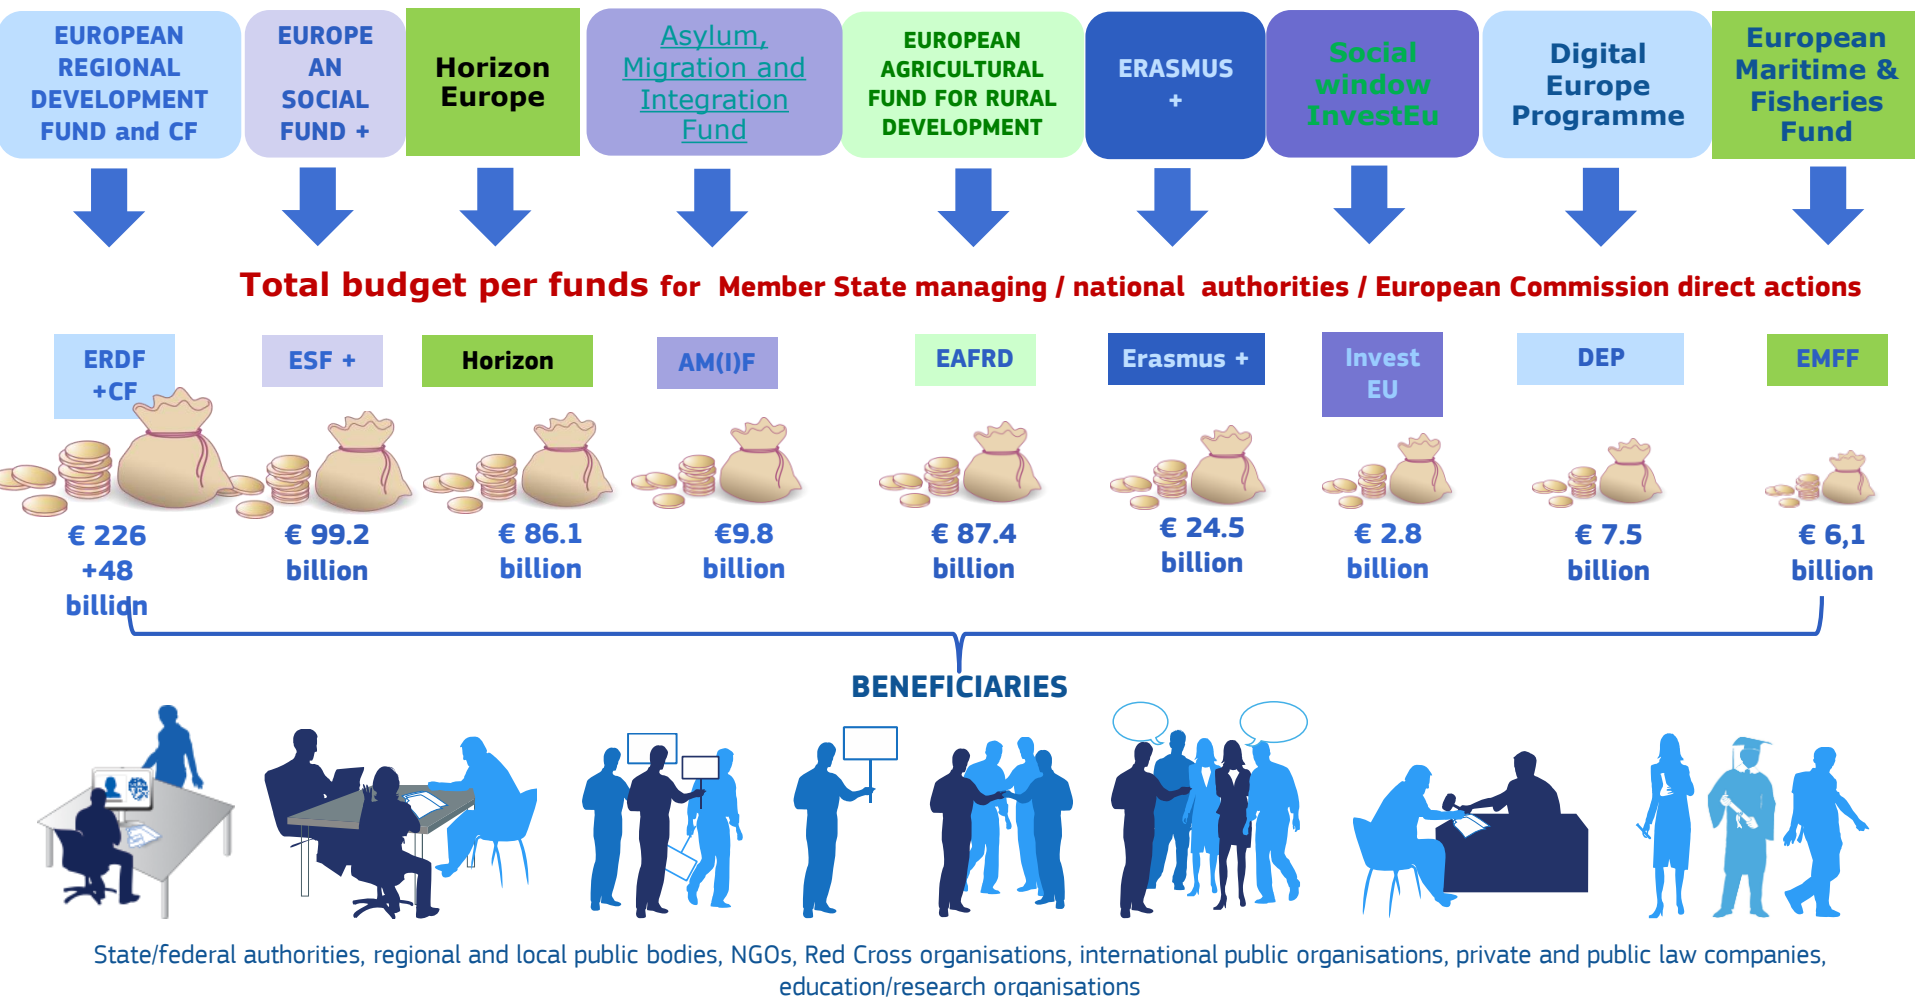 EUROPEAN
REGIONAL
DEVELOPMENT
FUND and CF
EUROPE
AN
SOCIAL
FUND +
Horizon
Europe
Asylum,
Migration and
Integration
Fund
EUROPEAN
AGRICULTURAL
FUND FOR RURAL
DEVELOPMENT
ERASMUS
+
Social
window
InvestEu
Digital
Europe
Programme
European
Maritime &
Fisheries
Fund
Total budget per funds for Member State managing / national authorities / European Commission direct actions
ERDF
+CF
ESF +
Horizon
AM(I)F
EAFRD
Erasmus +
Invest
EU
DEP
EMFF
€ 226
+48
billion
€ 99.2
billion
€ 86.1
billion
€9.8
billion
€ 87.4
billion
€ 24.5
billion
€ 2.8
billion
€ 7.5
billion
€ 6,1
billion
BENEFICIARIES
State/federal authorities, regional and local public bodies, NGOs, Red Cross organisations, international public organisations, private and public law companies,
education/research organisations